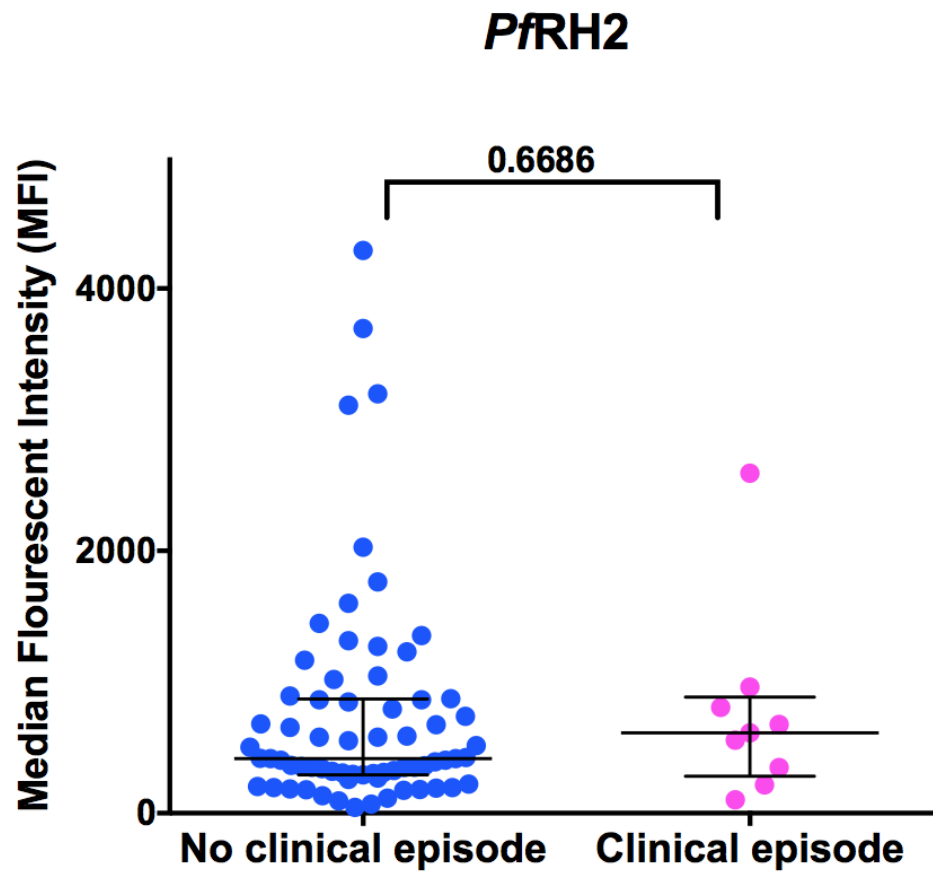 PfRH2
0.6686
Median Flourescent Intensity (MFI)
4000
2000
0
No clinical episode
Clinical episode